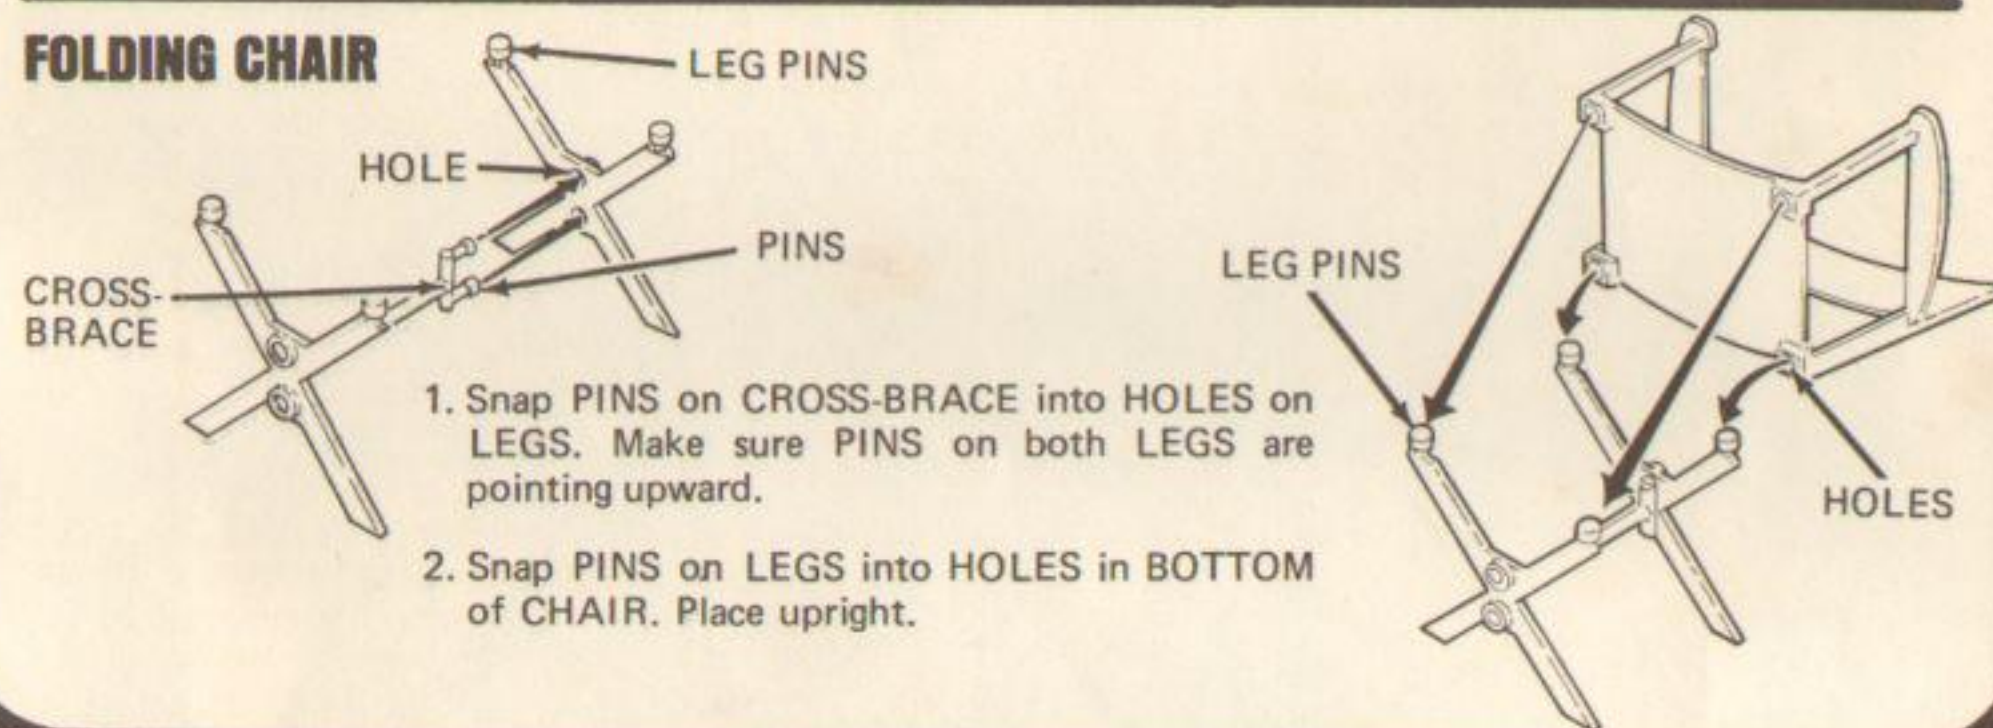 FOLDING CHAIR
LEG PINS
HOLE
PINS
CROSS-
BRACE
1. Snap PINS on CROSS-BRACE into HOLES on
LEGS. Make sure PINS on both LEGS are
pointing upward.
2. Snap PINS on LEGS into HOLES in BOTTOM
of CHAIR. Place upright.
LEG PINS
HOLES